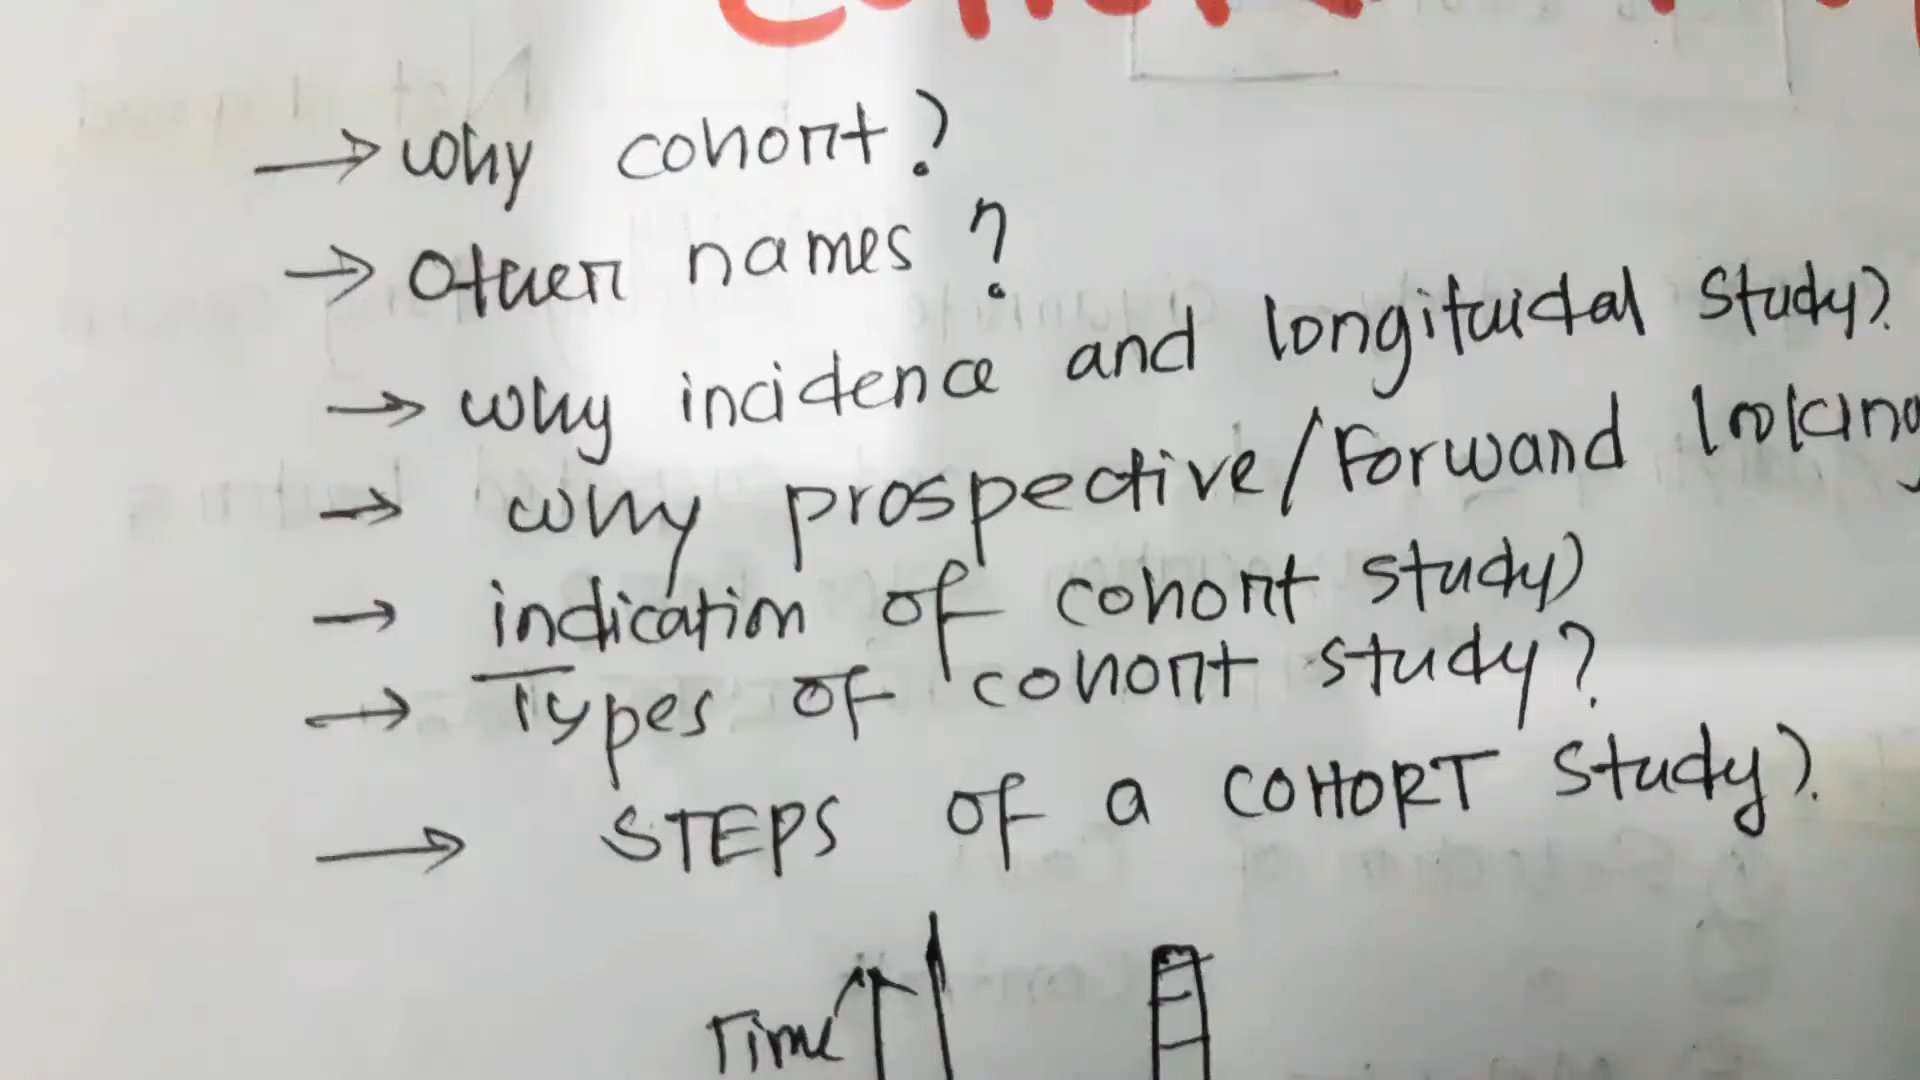 → why cohort?
→ Other names?
→ why incidence and longituidal study?
→ why prospective/Forward looking
→ indication of cohort study?
→ Types of cohort study?
→ STEPS of a COHORT study?
Time